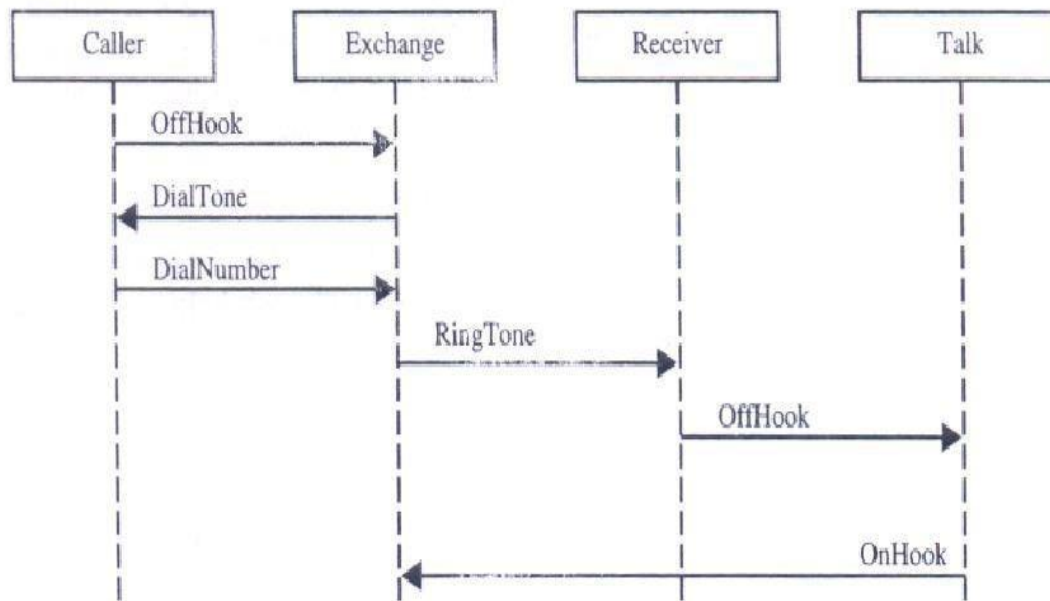 Caller
Exchange
Receiver
Talk
OffHook
DialTone
DialNumber
RingTone
OffHook
OnHook